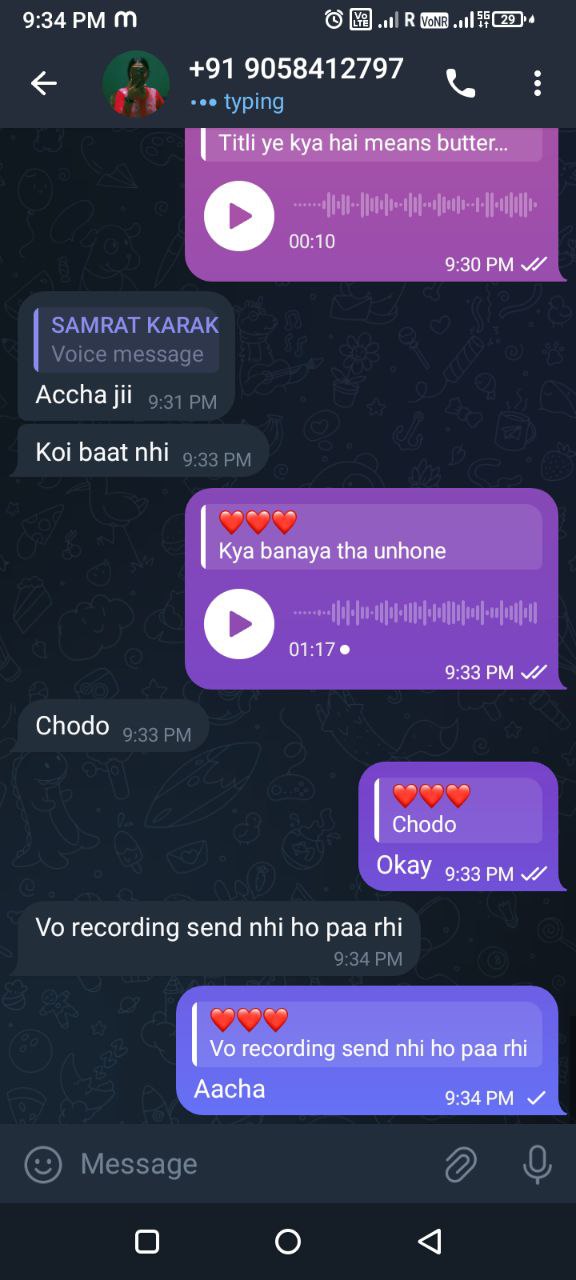 9:34 PM m
Vo LTE R VoNR 5G 29
+91 9058412797
typing
Titli ye kya hai means butter...
00:10
9:30 PM
SAMRAT KARAK
Voice message
Accha jii 9:31 PM
Koi baat nhi 9:33 PM
❤️❤️❤️
Kya banaya tha unhone
01:17
9:33 PM
Chodo 9:33 PM
❤️❤️❤️
Chodo
Okay 9:33 PM
Vo recording send nhi ho paa rhi
9:34 PM
❤️❤️❤️
Vo recording send nhi ho paa rhi
Aacha 9:34 PM
Message